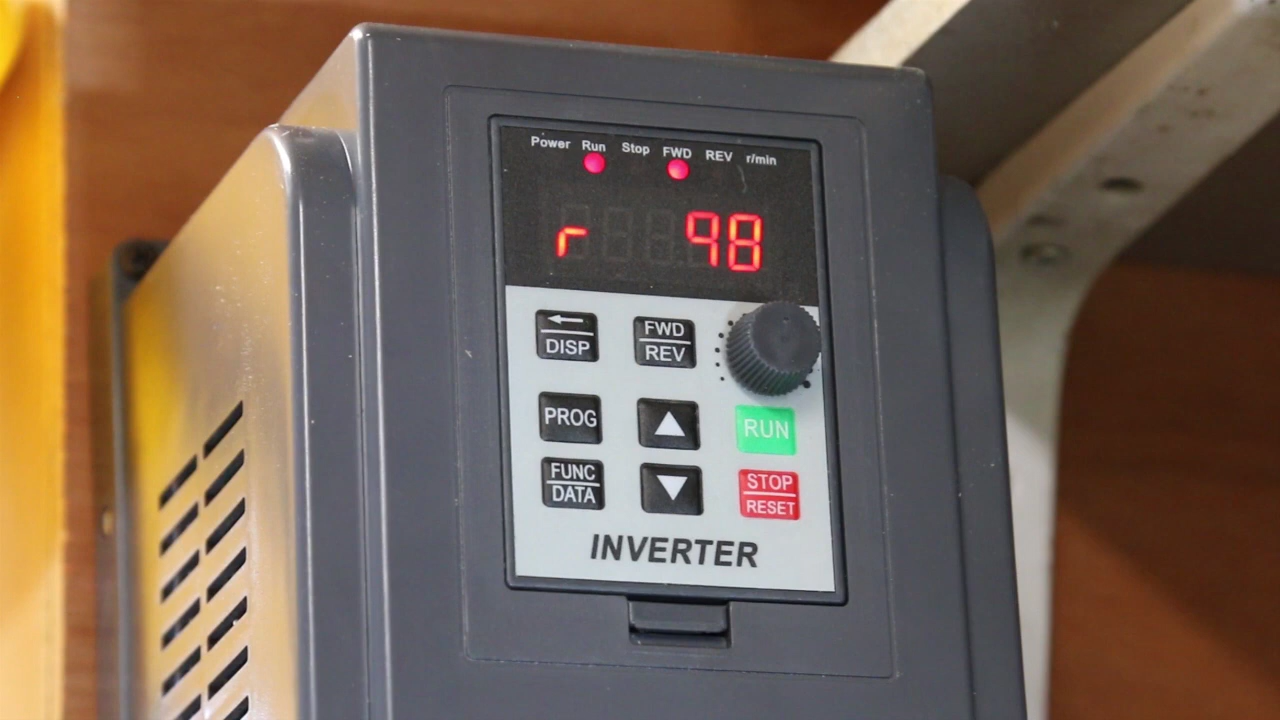 Power Run Stop FWD REV r/min
r 98
DISP
FWD
REV
PROG
RUN
FUNC
DATA
STOP
RESET
INVERTER